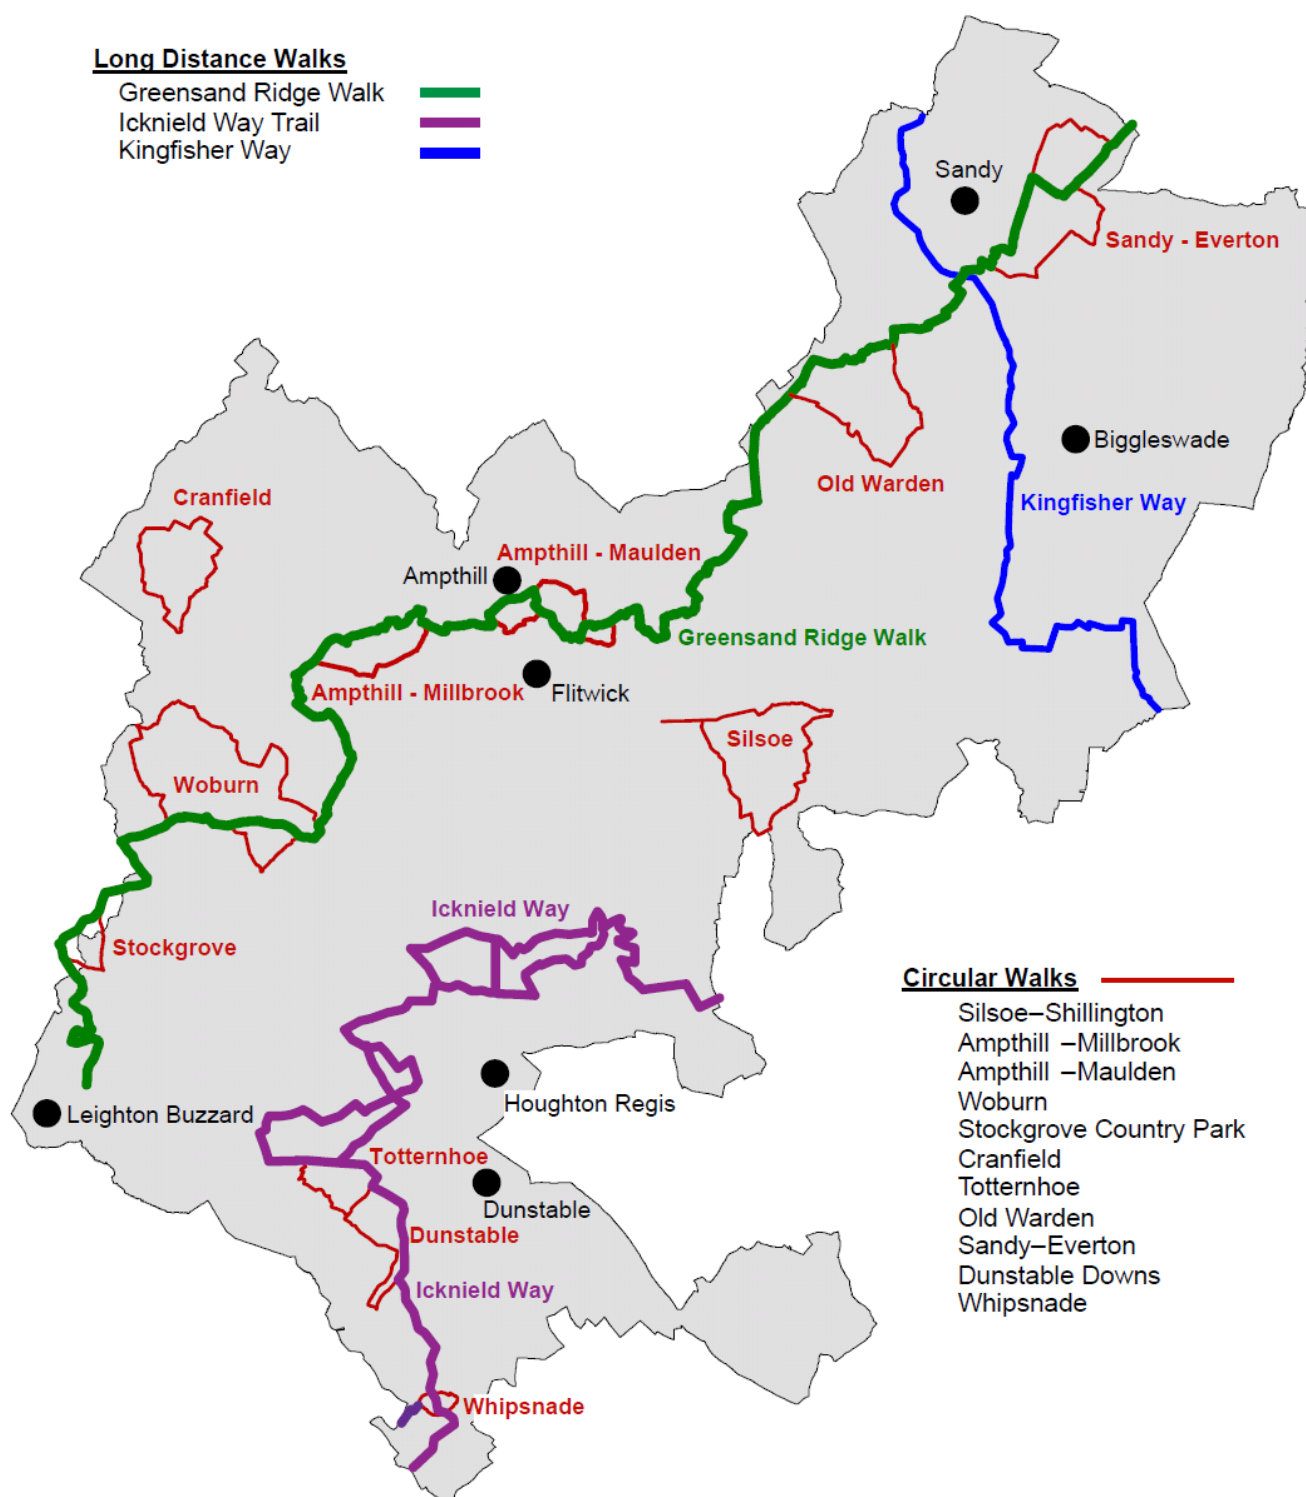 Long Distance Walks
Greensand Ridge Walk
Icknield Way Trail
Kingfisher Way
Sandy
Sandy - Everton
Biggleswade
Old Warden
Kingfisher Way
Cranfield
Ampthill - Maulden
Ampthill
Greensand Ridge Walk
Ampthill - Millbrook
Flitwick
Silsoe
Woburn
Icknield Way
Stockgrove
Houghton Regis
Leighton Buzzard
Totternhoe
Dunstable
Dunstable
Icknield Way
Whipsnade
Circular Walks
Silsoe–Shillington
Ampthill –Millbrook
Ampthill –Maulden
Woburn
Stockgrove Country Park
Cranfield
Totternhoe
Old Warden
Sandy–Everton
Dunstable Downs
Whipsnade